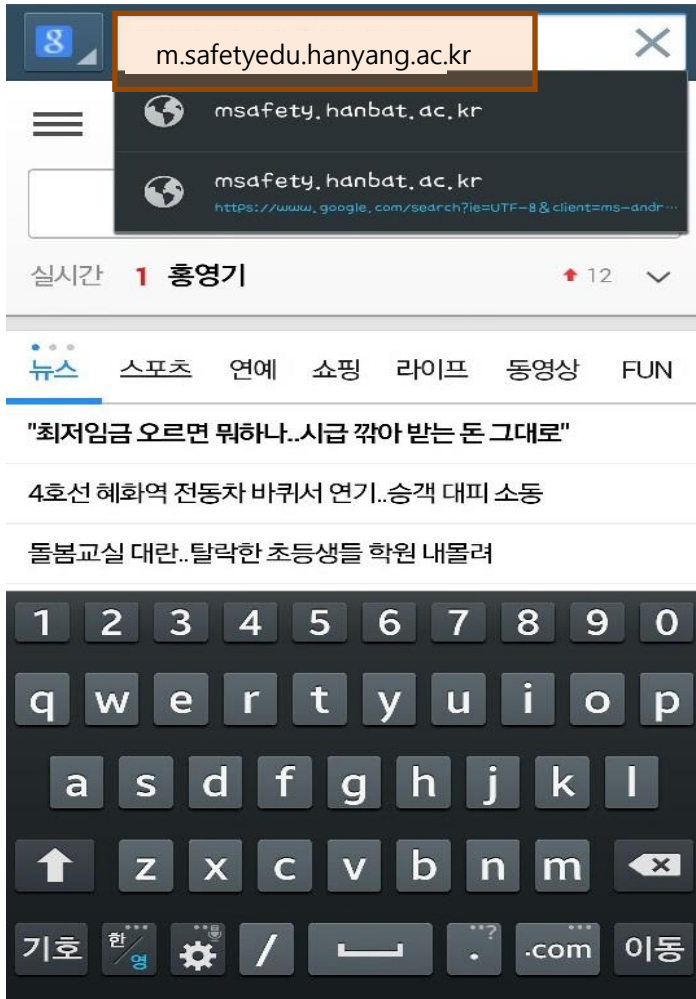 8
m.safetyedu.hanyang.ac.kr
msafety.hanbat.ac.kr
msafety.hanbat.ac.kr
https://www.google.com/search?ie=UTF-8&client=ms-andr...
실시간 1 홍영기 12
뉴스 스포츠 연예 쇼핑 라이프 동영상 FUN
"최저임금 오르면 뭐하나..시급 깎아 받는 돈 그대로"
4호선 혜화역 전동차 바퀴서 연기..승객 대피 소동
돌봄교실 대란..탈락한 초등생들 학원 내몰려
1 2 3 4 5 6 7 8 9 0
q w e r t y u i o p
a s d f g h j k l
z x c v b n m
기호 한/영 / . ? .com 이동